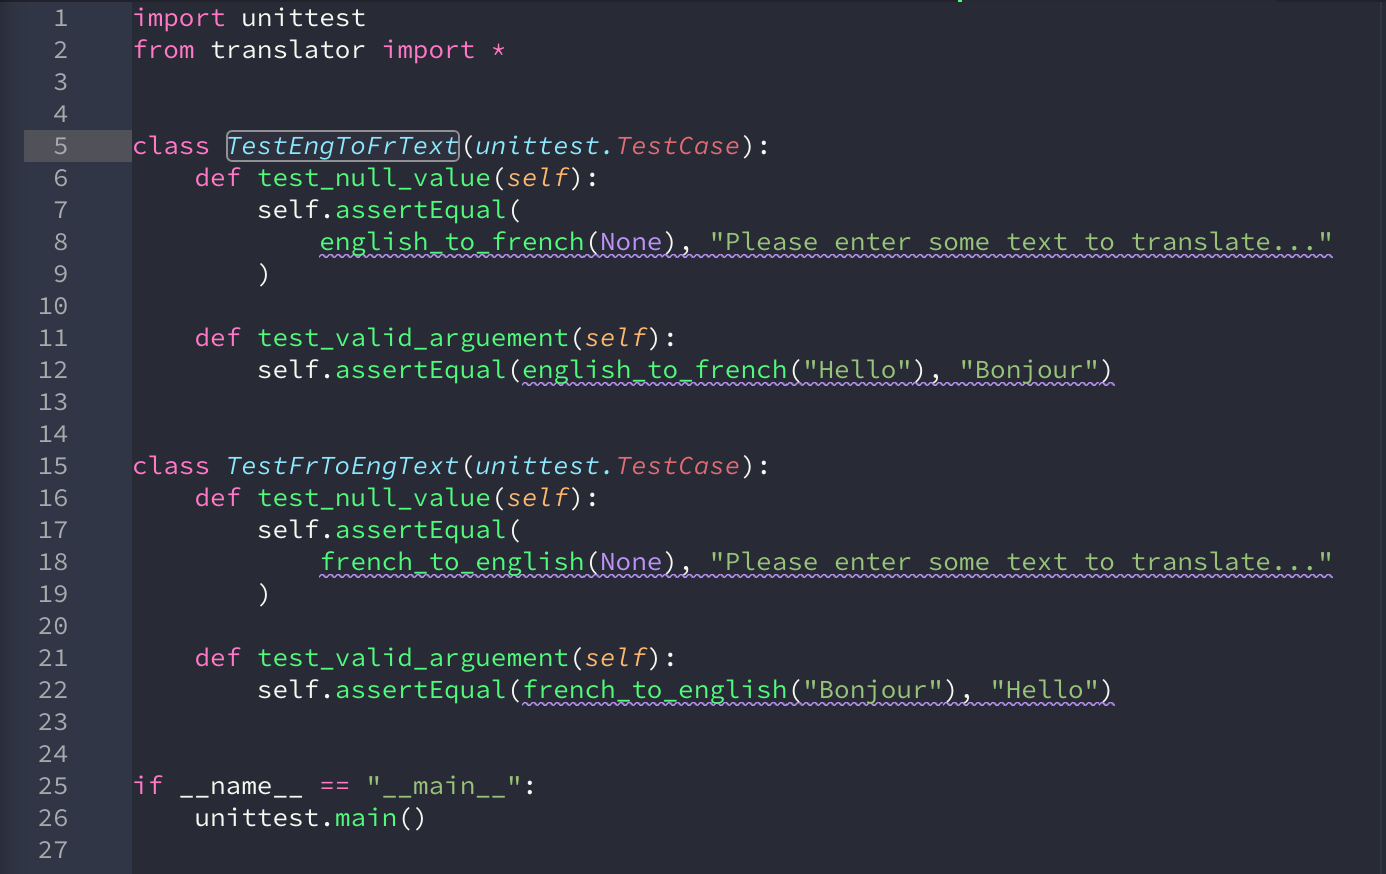 1 import unittest
2 from translator import *
3
4
5 class TestEngToFrText(unittest.TestCase):
6     def test_null_value(self):
7         self.assertEqual(
8             english_to_french(None), "Please enter some text to translate..."
9         )
10
11     def test_valid_arguement(self):
12         self.assertEqual(english_to_french("Hello"), "Bonjour")
13
14
15 class TestFrToEngText(unittest.TestCase):
16     def test_null_value(self):
17         self.assertEqual(
18             french_to_english(None), "Please enter some text to translate..."
19         )
20
21     def test_valid_arguement(self):
22         self.assertEqual(french_to_english("Bonjour"), "Hello")
23
24
25 if __name__ == "__main__":
26     unittest.main()
27